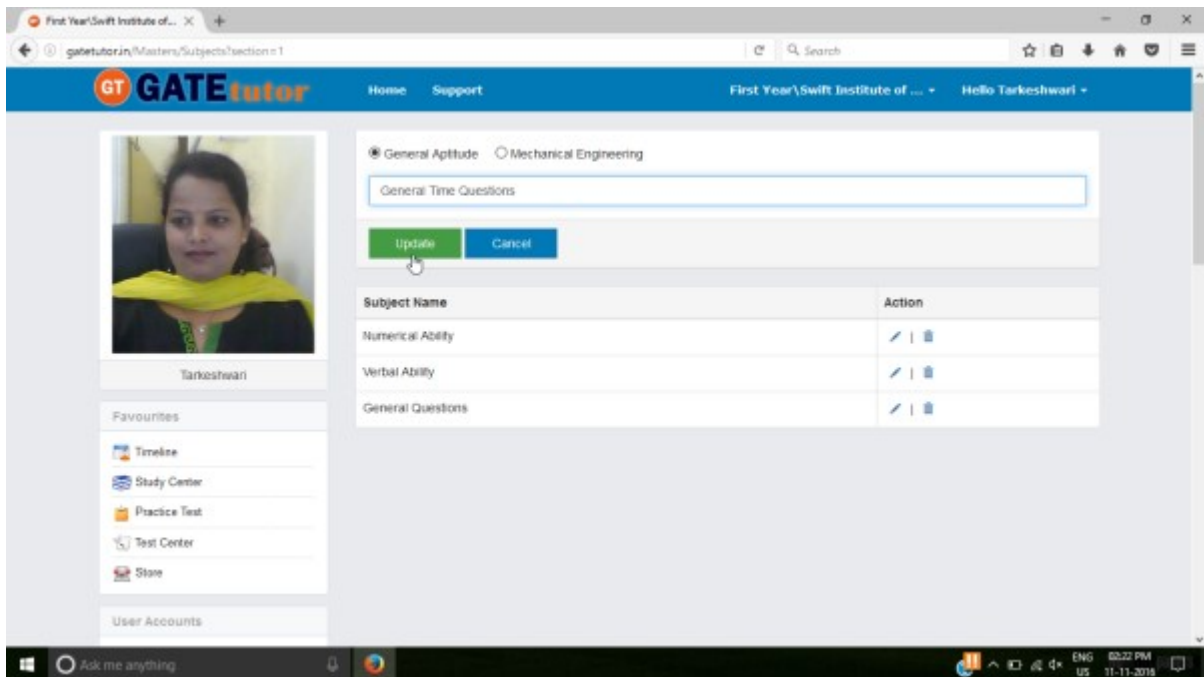 First Year\Swift Institute of...
gatetutor.in/Masters/Subjects?section=1
Search
GT GATEtutor
Home
Support
First Year\Swift Institute of ....
Hello Tarkeshwari
General Aptitude
Mechanical Engineering
General Time Questions
Update
Cancel
Subject Name
Action
Numerical Ability
|
Verbal Ability
|
General Questions
|
Tarkeshwari
Favourites
Timeline
Study Center
Practice Test
Test Center
Store
User Accounts
Ask me anything
ENG
US
02:22 PM
11-11-2016